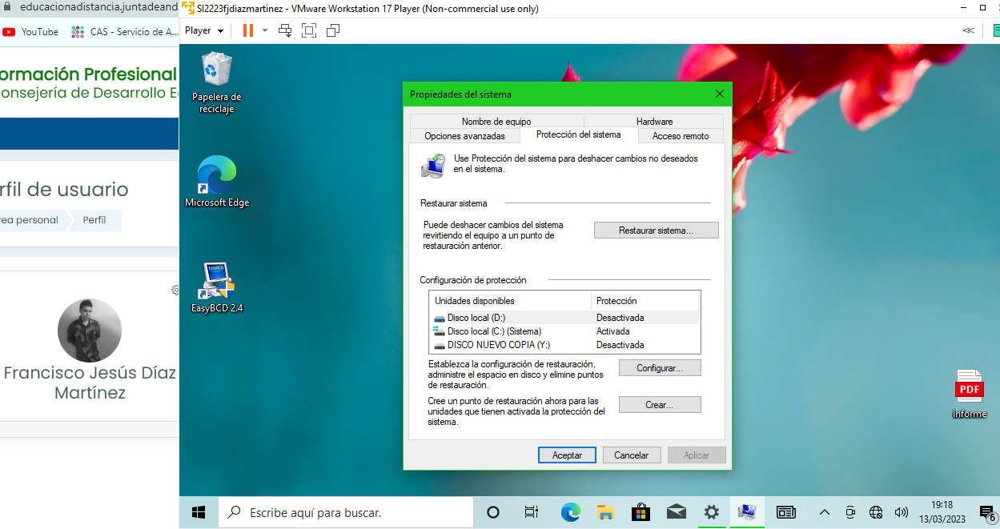 educacionadistancia.juntadeand
YouTube
CAS - Servicio de A...
ormación Profesional
onsejería de Desarrollo E
rfil de usuario
rea personal
Perfil
Francisco Jesús Díaz
Martínez
SI2223fjdiazmartinez - VMware Workstation 17 Player (Non-commercial use only)
Player
Papelera de
reciclaje
Microsoft Edge
EasyBCD
EasyBCD 2.4
Propiedades del sistema
Nombre de equipo
Hardware
Opciones avanzadas
Protección del sistema
Acceso remoto
Use Protección del sistema para deshacer cambios no deseados
en el sistema.
Restaurar sistema
Puede deshacer cambios del sistema
revirtiendo el equipo a un punto de
restauración anterior.
Restaurar sistema...
Configuración de protección
Unidades disponibles
Protección
Disco local (D:)
Desactivada
Disco local (C:) (Sistema)
Activada
DISCO NUEVO COPIA (Y:)
Desactivada
Establezca la configuración de restauración,
administre el espacio en disco y elimine puntos
de restauración.
Configurar...
Cree un punto de restauración ahora para las
unidades que tienen activada la protección del
sistema.
Crear...
Aceptar
Cancelar
Aplicar
PDF
informe
Escribe aquí para buscar.
19:18
13/03/2023
6